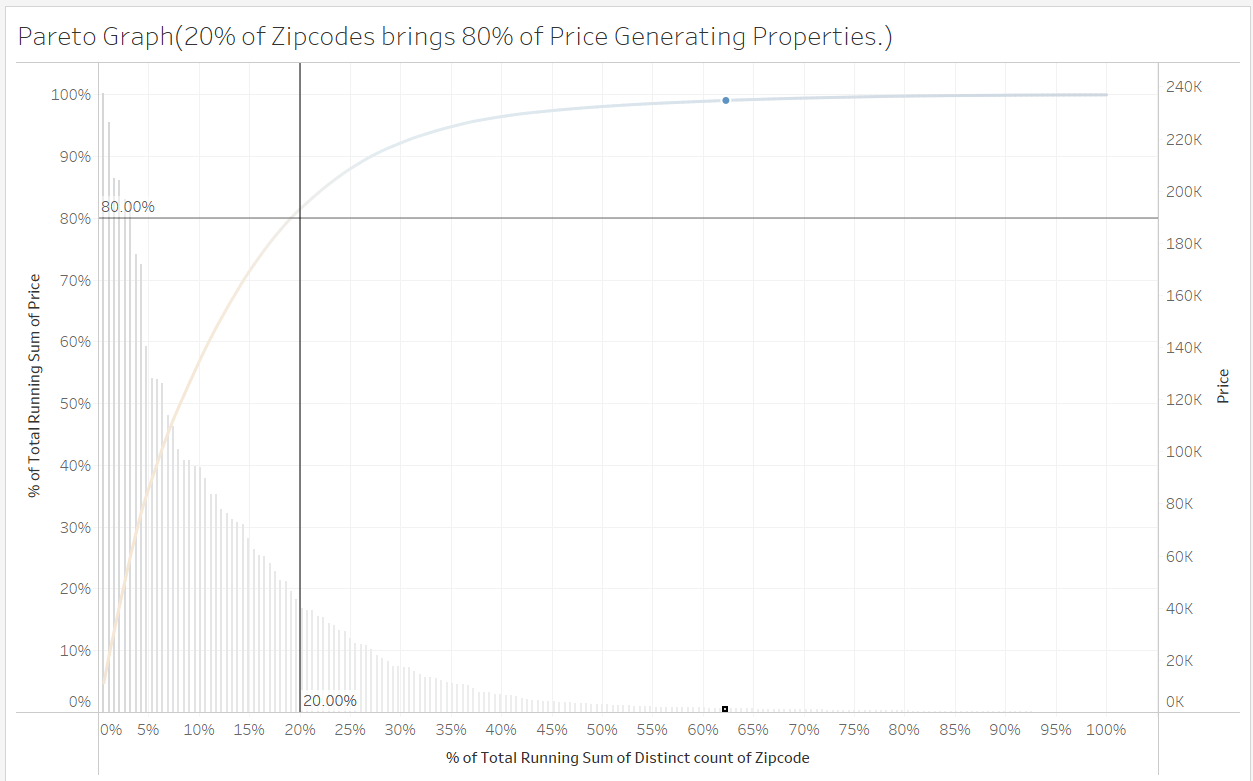 Pareto Graph(20% of Zipcodes brings 80% of Price Generating Properties.)
100%
90%
80%
70%
60%
50%
40%
30%
20%
10%
0%
% of Total Running Sum of Price
80.00%
20.00%
240K
220K
200K
180K
160K
140K
120K
100K
80K
60K
40K
20K
0K
Price
0% 5% 10% 15% 20% 25% 30% 35% 40% 45% 50% 55% 60% 65% 70% 75% 80% 85% 90% 95% 100%
% of Total Running Sum of Distinct count of Zipcode